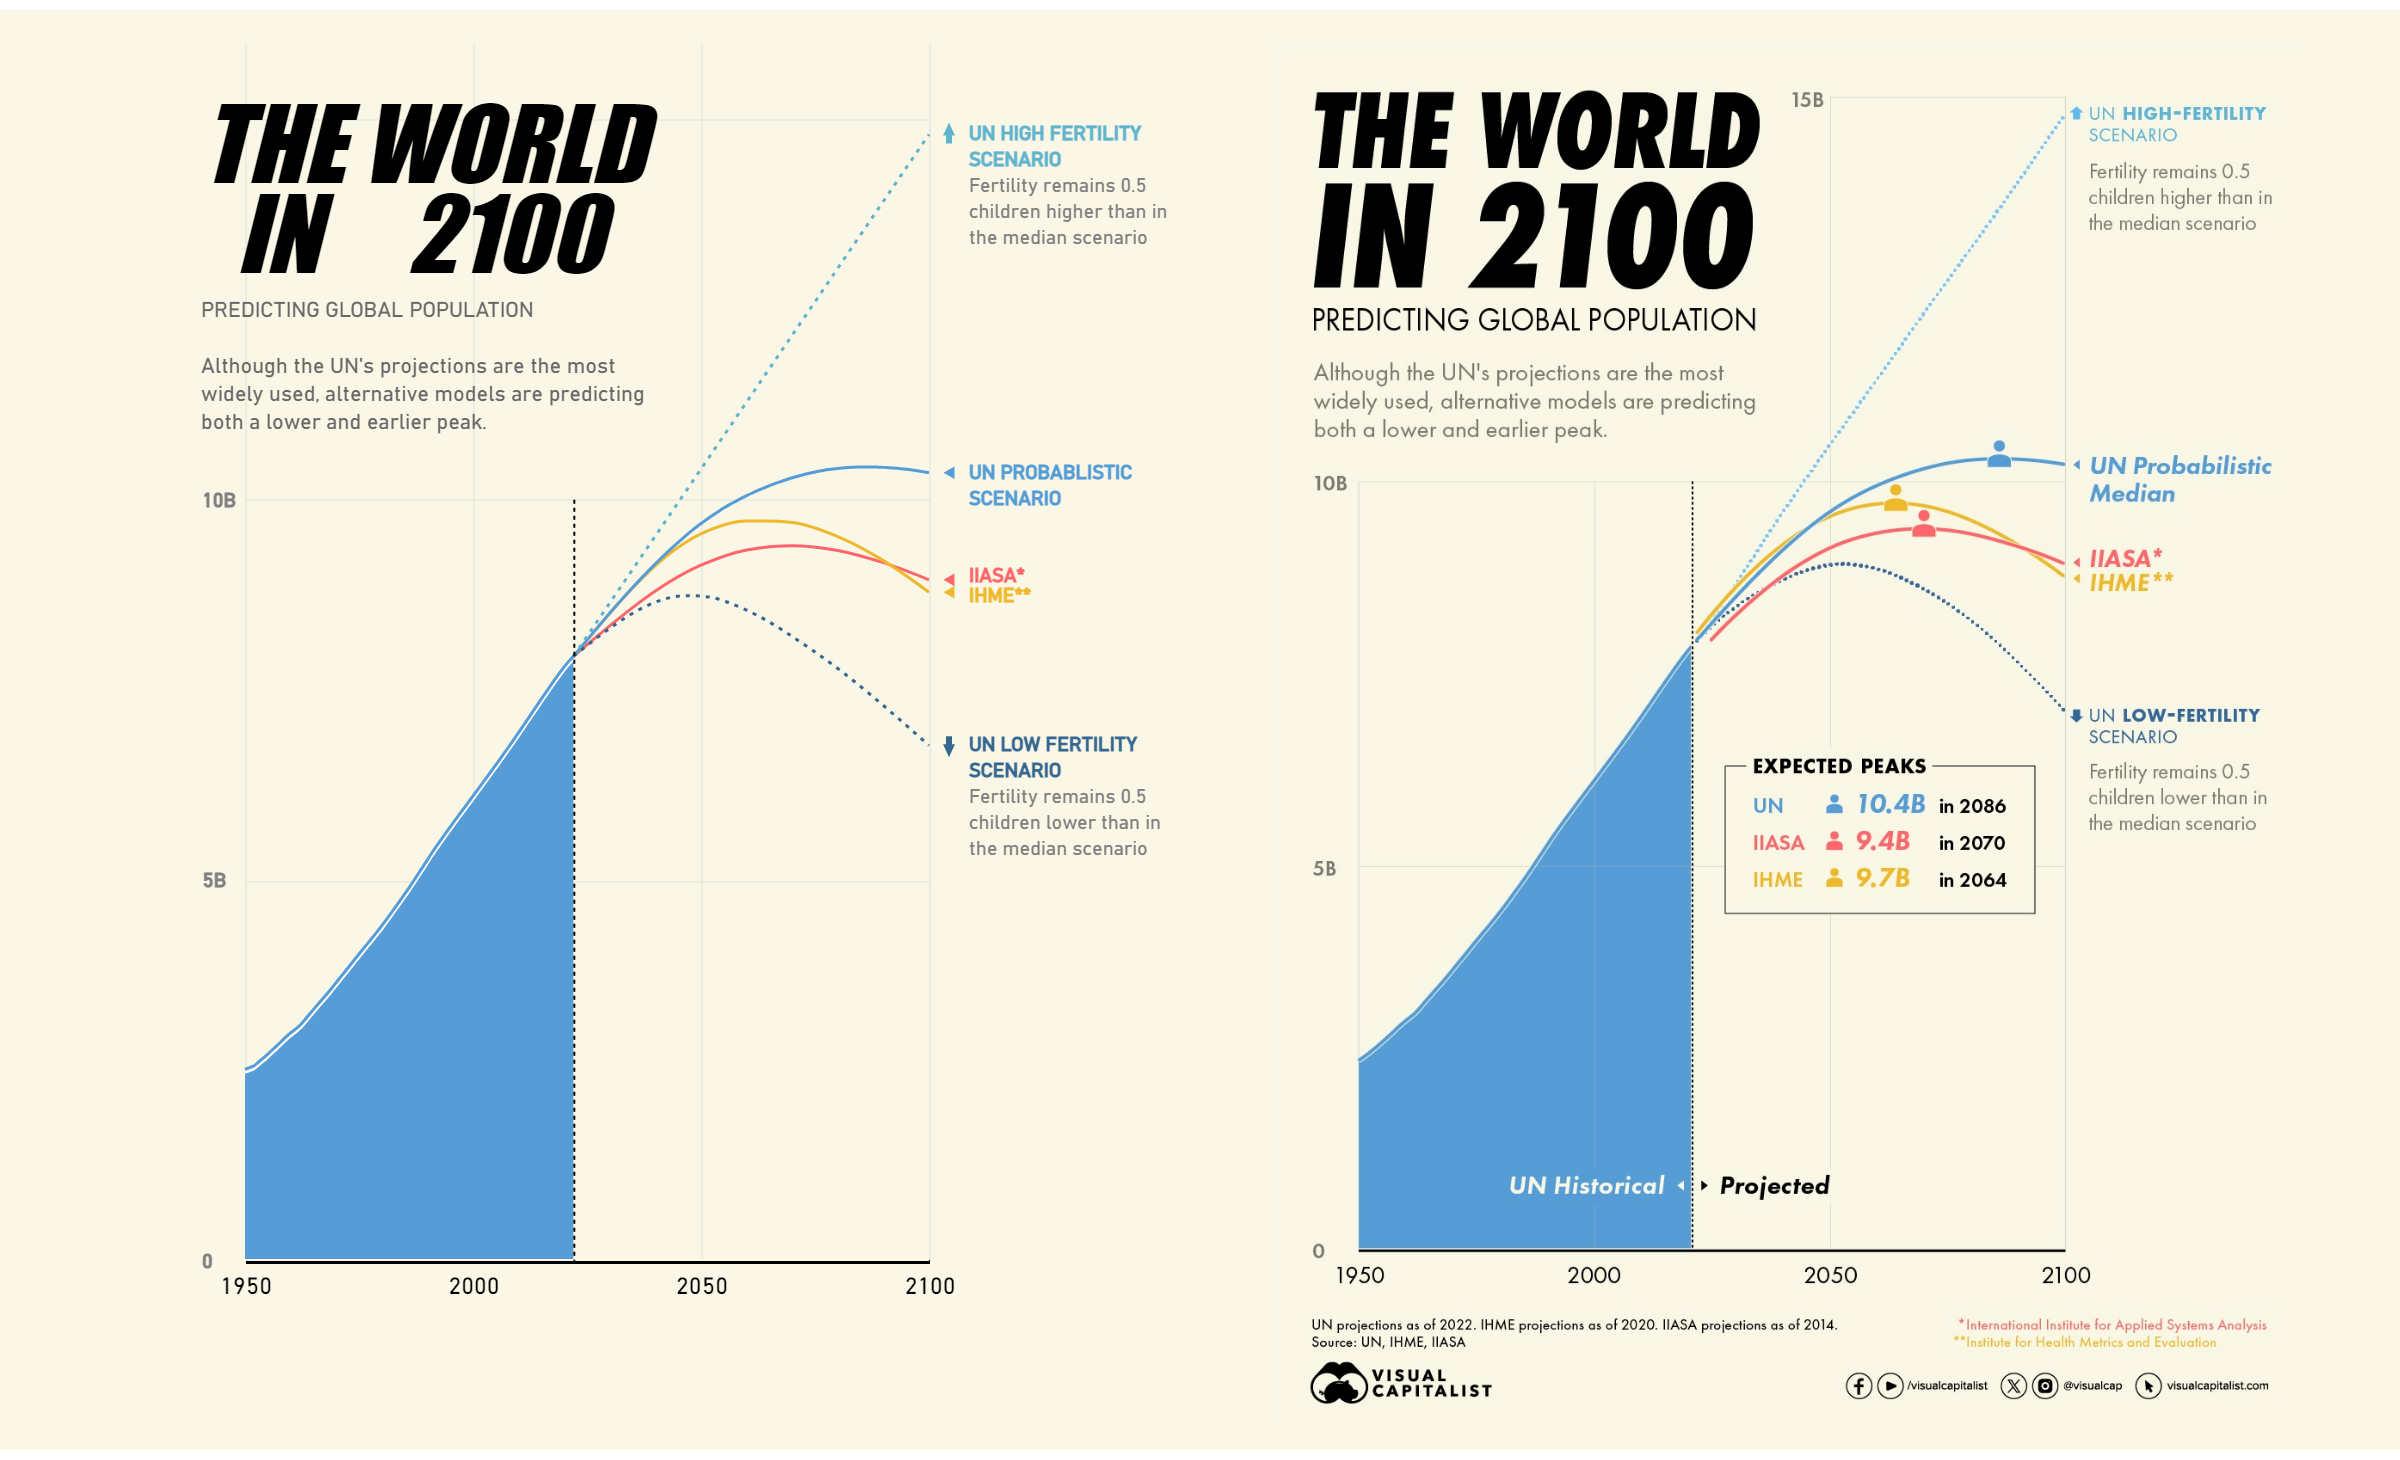 THE WORLD
IN 2100
PREDICTING GLOBAL POPULATION
Although the UN's projections are the most
widely used, alternative models are predicting
both a lower and earlier peak.
UN HIGH FERTILITY
SCENARIO
Fertility remains 0.5
children higher than in
the median scenario
10B
UN PROBABLISTIC
SCENARIO
IIASA*
IHME**
UN LOW FERTILITY
SCENARIO
Fertility remains 0.5
children lower than in
the median scenario
5B
0
1950 2000 2050 2100
THE WORLD
IN 2100
PREDICTING GLOBAL POPULATION
Although the UN's projections are the most
widely used, alternative models are predicting
both a lower and earlier peak.
15B
UN HIGH-FERTILITY
SCENARIO
Fertility remains 0.5
children higher than in
the median scenario
10B
UN Probabilistic
Median
IIASA*
IHME**
UN LOW-FERTILITY
SCENARIO
Fertility remains 0.5
children lower than in
the median scenario
EXPECTED PEAKS
UN 10.4B in 2086
IIASA 9.4B in 2070
IHME 9.7B in 2064
5B
UN Historical Projected
0
1950 2000 2050 2100
UN projections as of 2022. IHME projections as of 2020. IIASA projections as of 2014.
Source: UN, IHME, IIASA
*International Institute for Applied Systems Analysis
**Institute for Health Metrics and Evaluation
VISUAL
CAPITALIST
/visualcapitalist @visualcap visualcapitalist.com